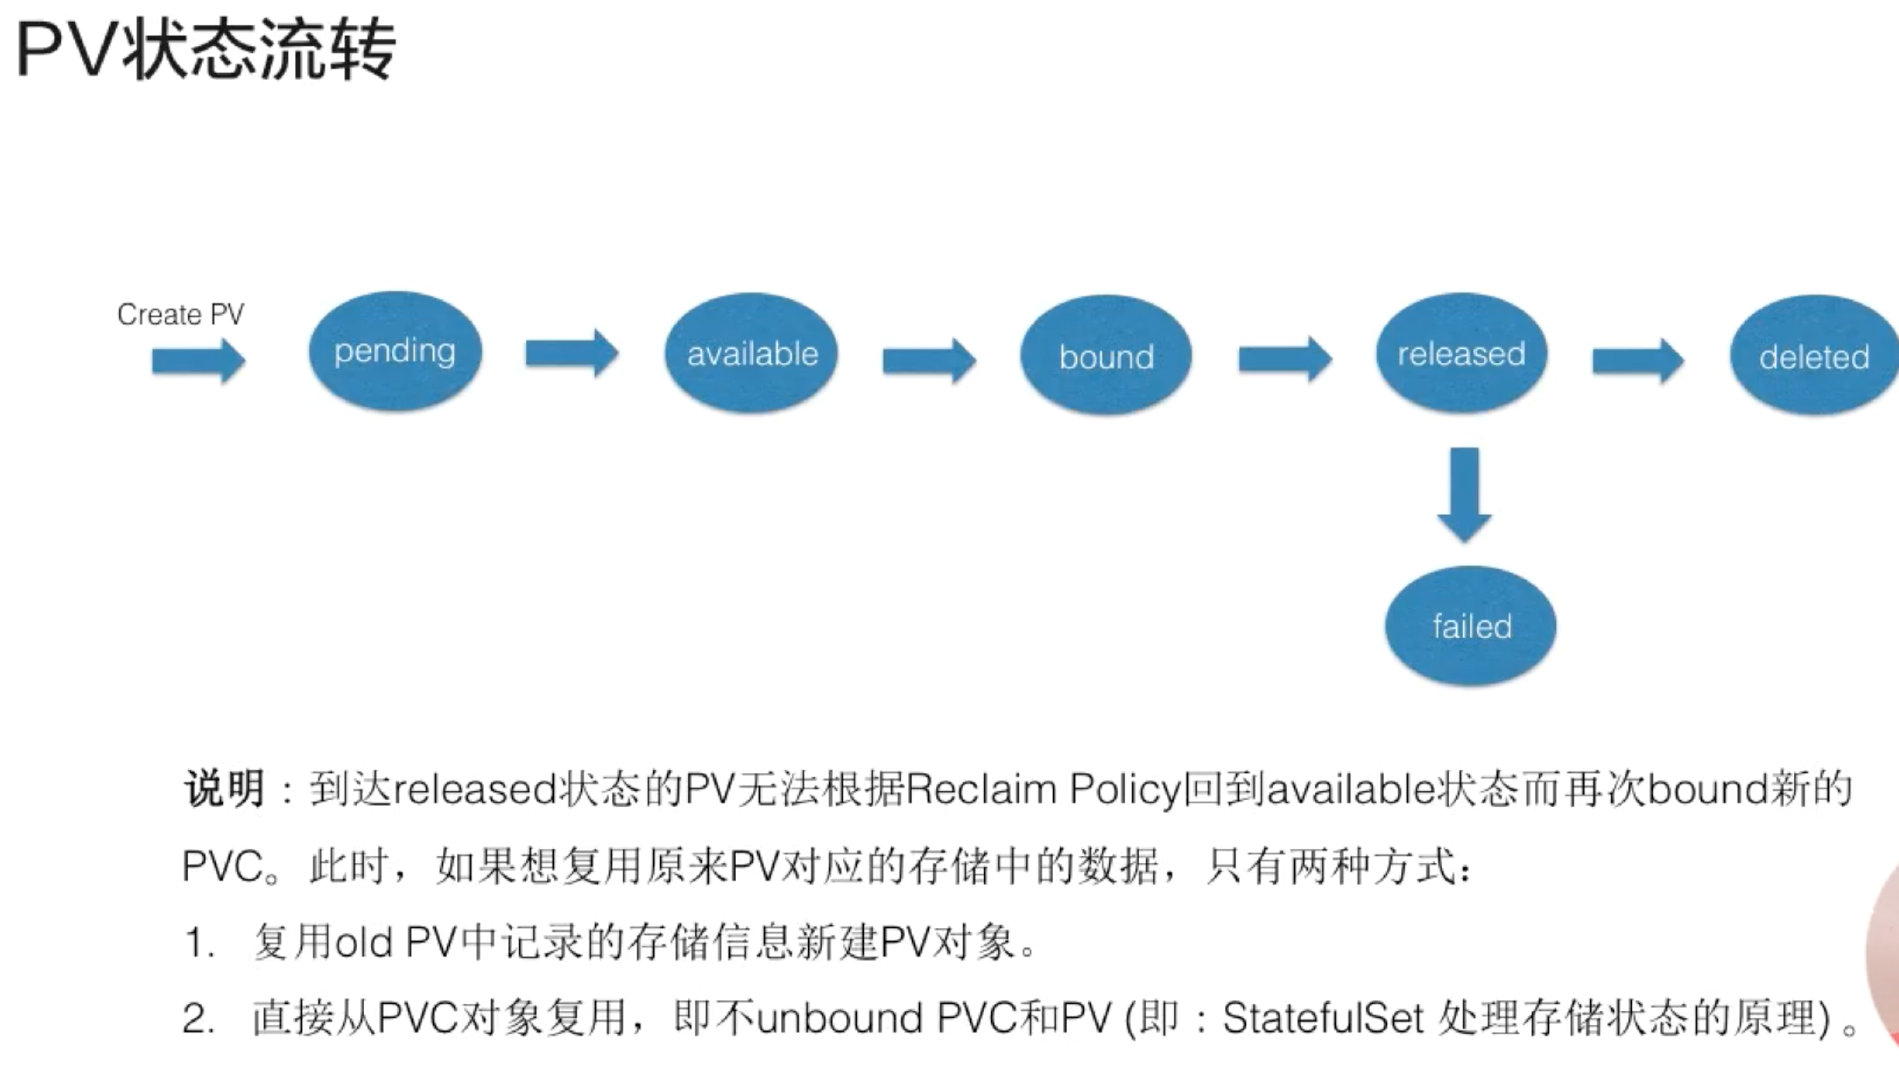 PV状态流转
Create PV
pending
available
bound
released
deleted
failed
说明：到达released状态的PV无法根据Reclaim Policy回到available状态而再次bound新的
PVC。此时，如果想复用原来PV对应的存储中的数据，只有两种方式：
1. 复用old PV中记录的存储信息新建PV对象。
2. 直接从PVC对象复用，即不unbound PVC和PV (即：StatefulSet 处理存储状态的原理) 。